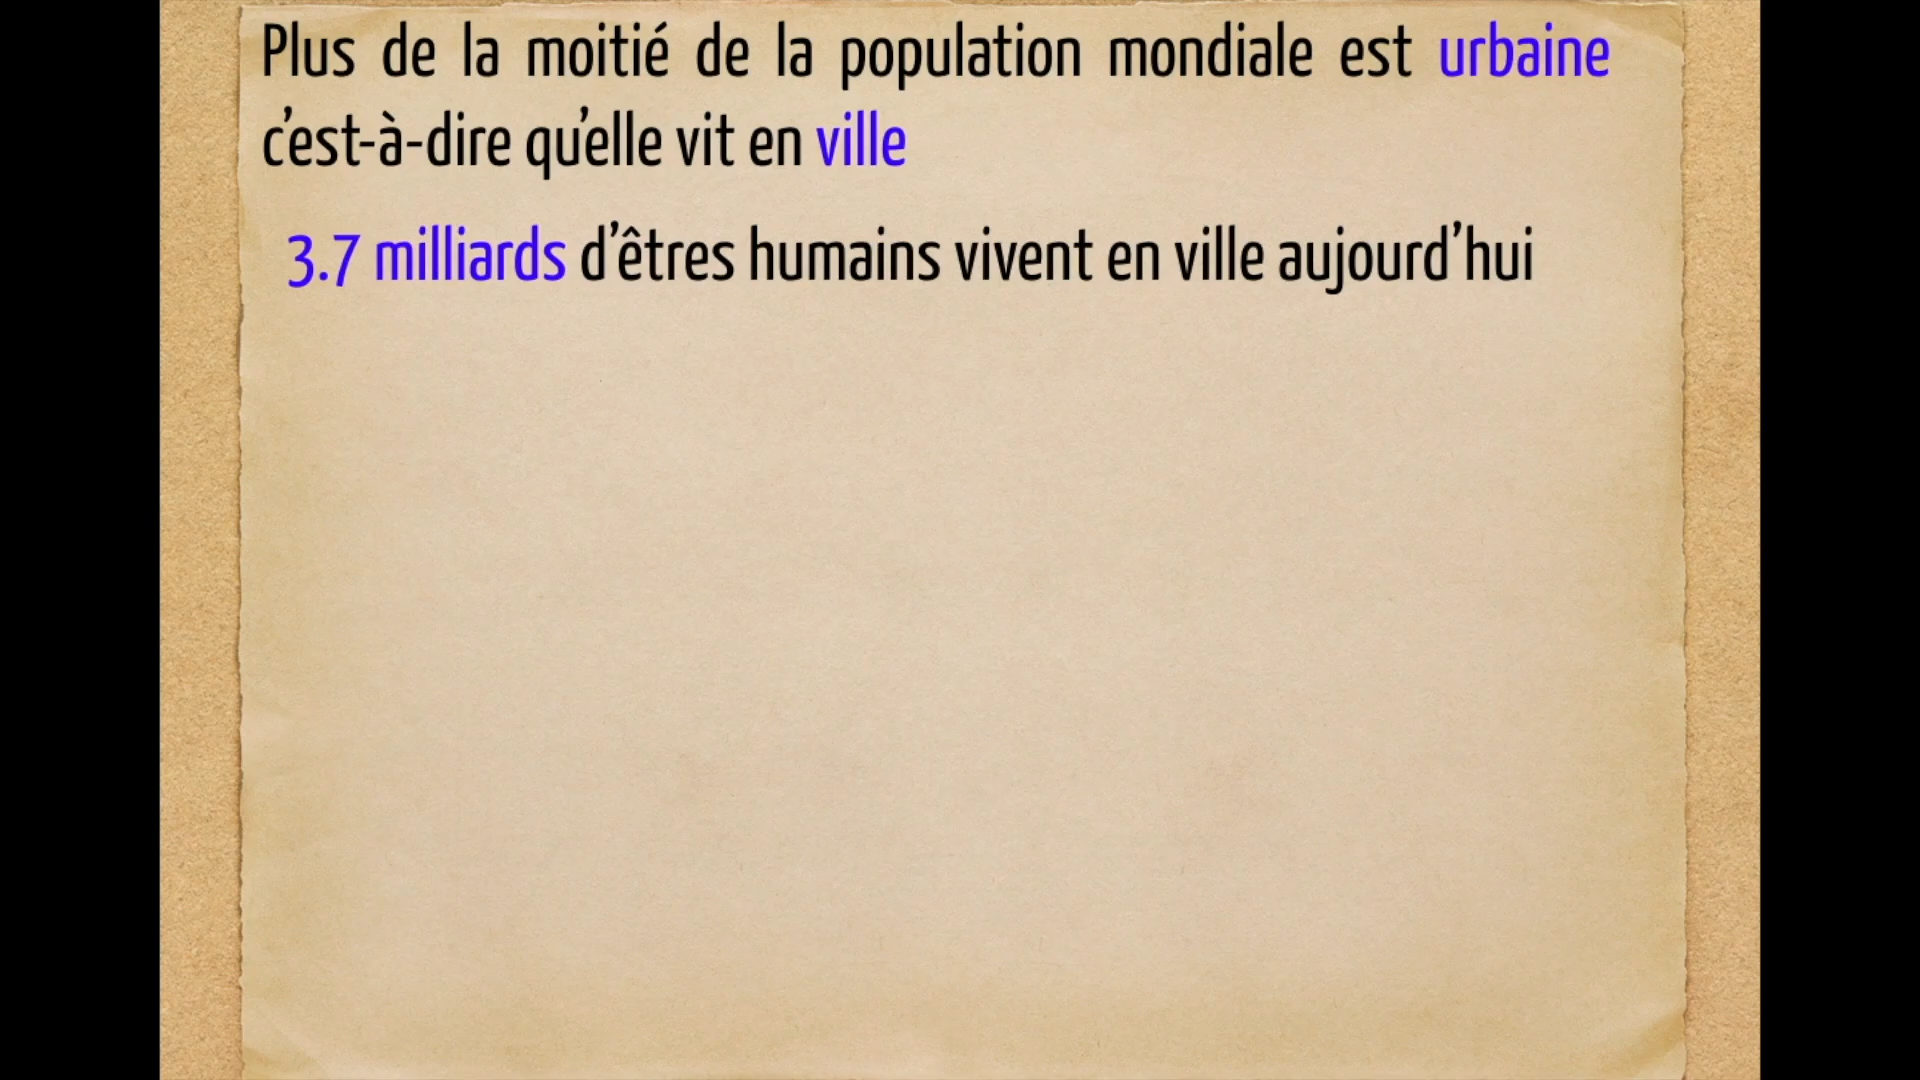 Plus de la moitié de la population mondiale est urbaine
c’est-à-dire qu’elle vit en ville
3.7 milliards d’êtres humains vivent en ville aujourd’hui